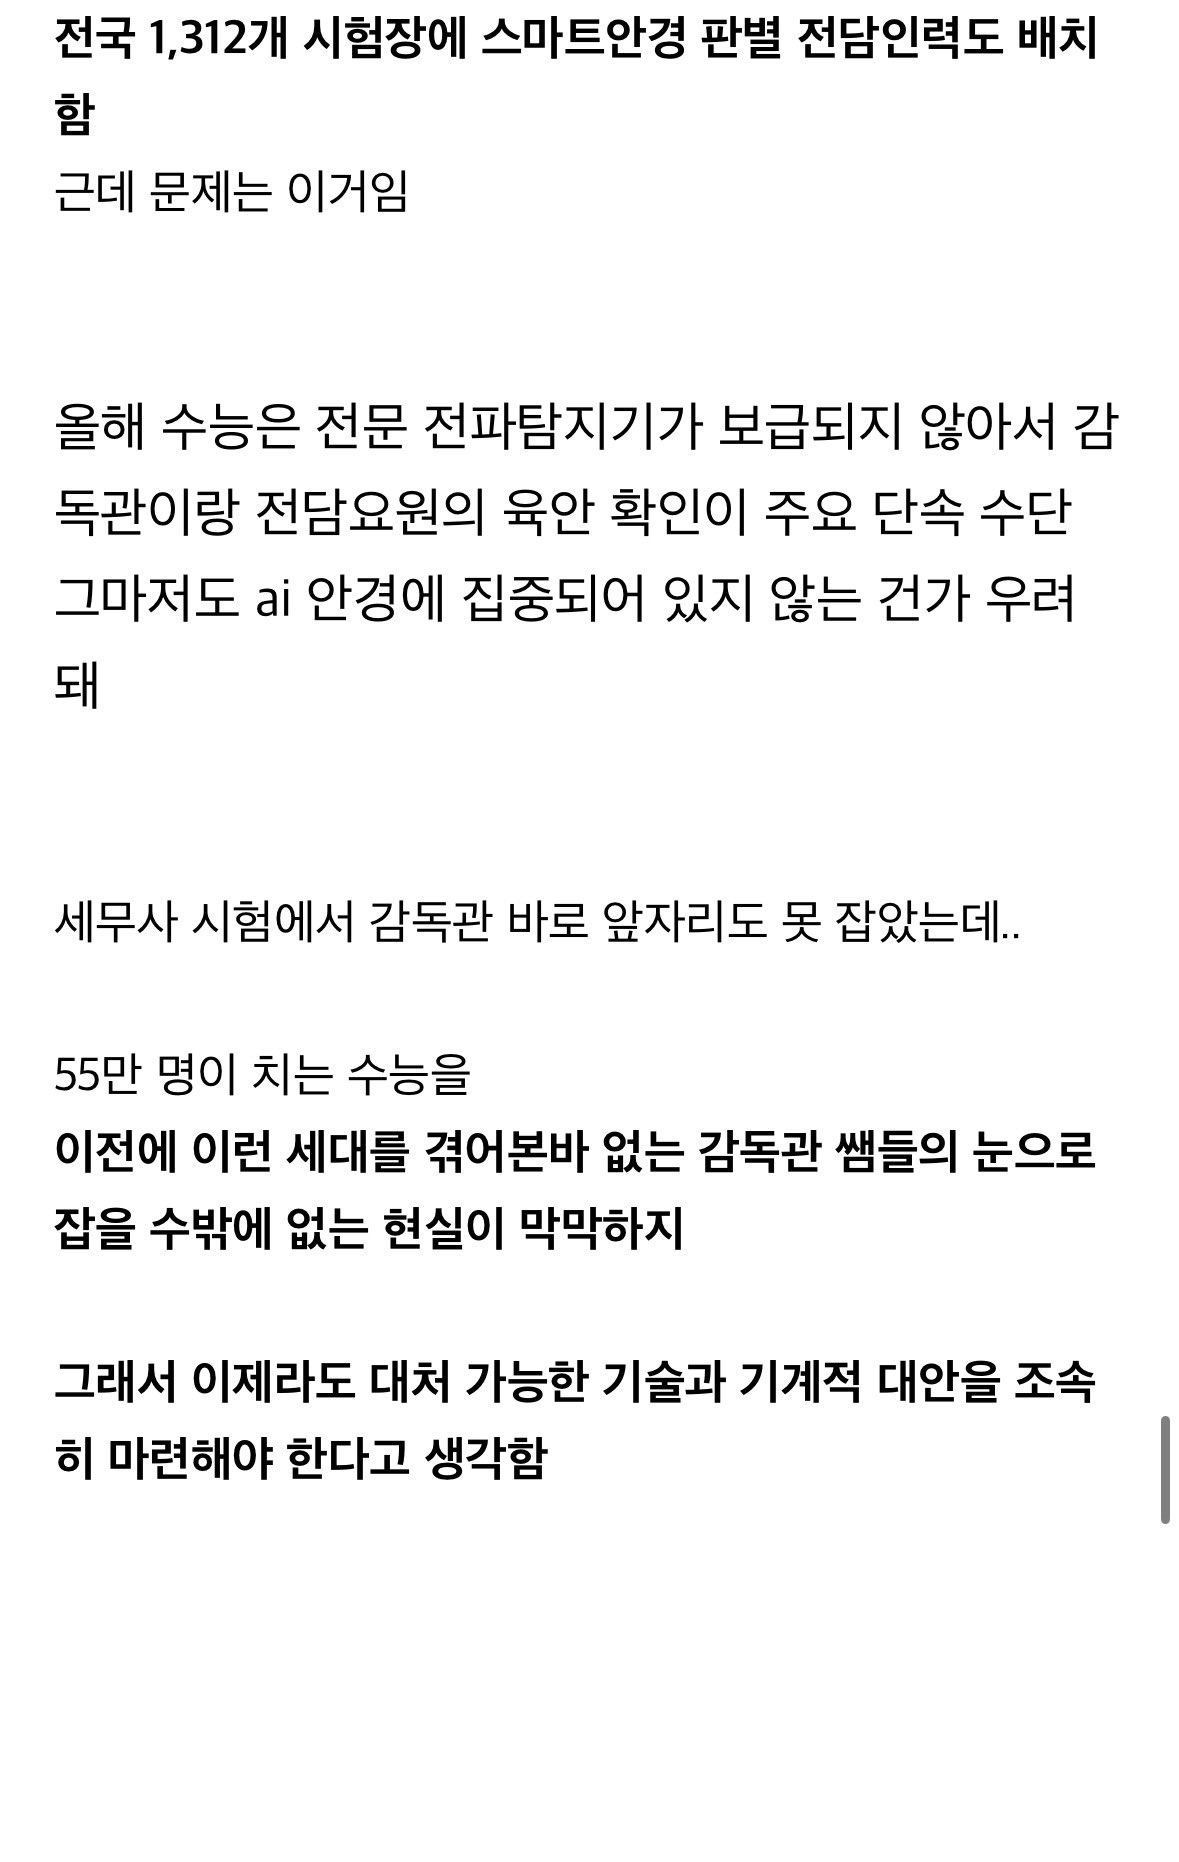 전국 1,312개 시험장에 스마트안경 판별 전담인력도 배치
함
근데 문제는 이거임
올해 수능은 전문 전파탐지기가 보급되지 않아서 감
독관이랑 전담요원의 육안 확인이 주요 단속 수단
그마저도 ai 안경에 집중되어 있지 않는 건가 우려
돼
세무사 시험에서 감독관 바로 앞자리도 못 잡았는데..
55만 명이 치는 수능을
이전에 이런 세대를 겪어본바 없는 감독관 쌤들의 눈으로
잡을 수밖에 없는 현실이 막막하지
그래서 이제라도 대처 가능한 기술과 기계적 대안을 조속
히 마련해야 한다고 생각함